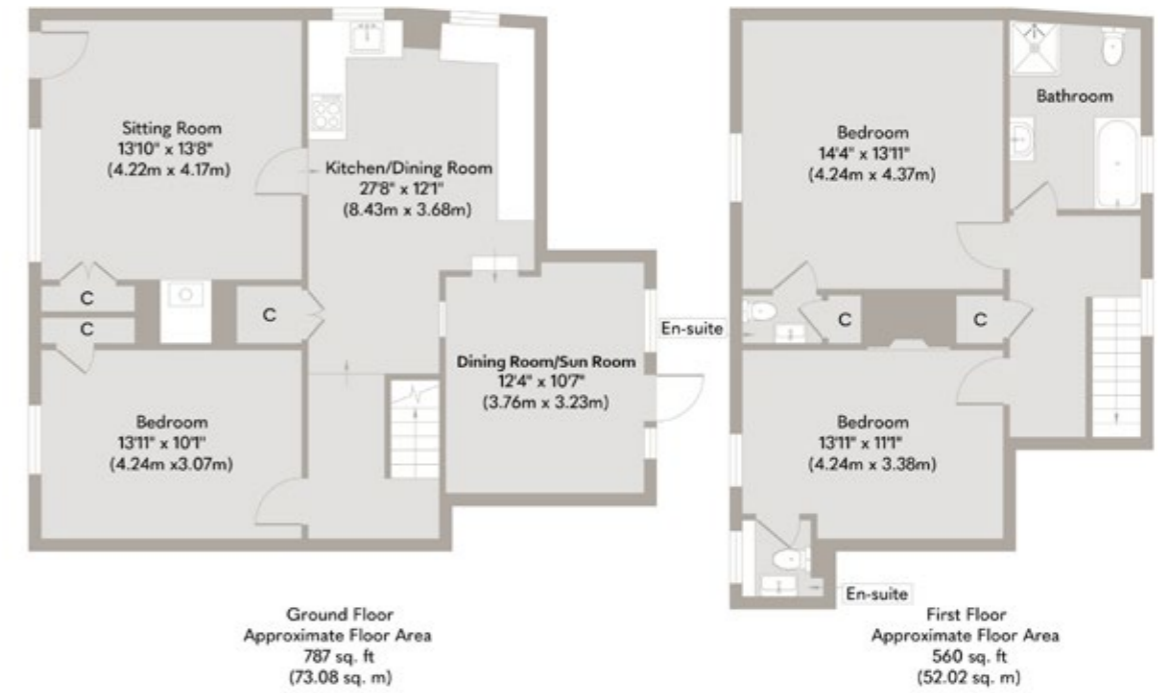 Sitting Room
13'10" x 13'8"
(4.22m x 4.17m)
Kitchen/Dining Room
27'8" x 12'1"
(8.43m x 3.68m)
C
C
C
Dining Room/Sun Room
12'4" x 10'7"
(3.76m x 3.23m)
Bedroom
13'11" x 10'1"
(4.24m x3.07m)
Ground Floor
Approximate Floor Area
787 sq. ft
(73.08 sq. m)
Bathroom
Bedroom
14'4" x 13'11"
(4.24m x 4.37m)
En-suite
C
C
Bedroom
13'11" x 11'1"
(4.24m x 3.38m)
En-suite
First Floor
Approximate Floor Area
560 sq. ft
(52.02 sq. m)